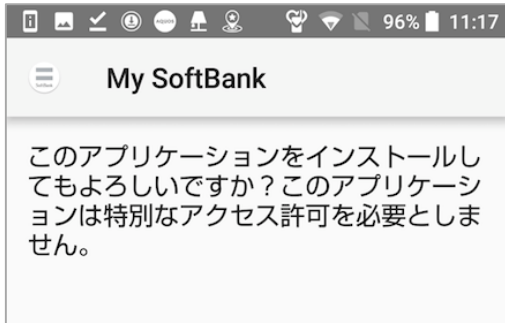 96% 11:17
My SoftBank
このアプリケーションをインストールし
てもよろしいですか？このアプリケーシ
ョンは特別なアクセス許可を必要としま
せん。